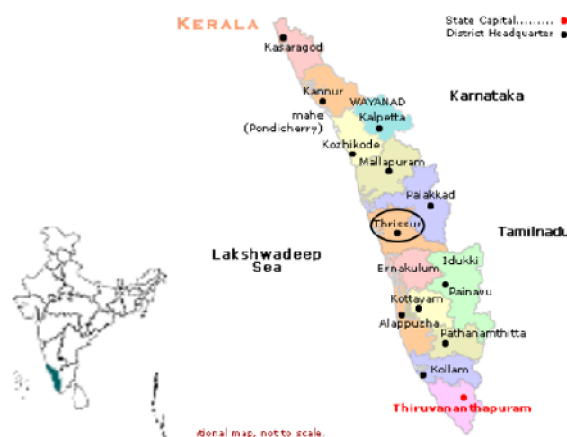 KERALA
State Capital..........
District Headquarter
Kasaragod
Kannur
mahe
(Pondicherry)
WAYANAD
Kalpetta
Karnataka
Kozhikode
Mallapuram
Palakkad
Thrissur
Tamilnadu
Lakshwadeep
Sea
Idukki
Ernakulum
Painavu
Kottayam
Alappuzha
Pathanamthitta
Kollam
Thiruvananthapuram
tional map, not to scale.